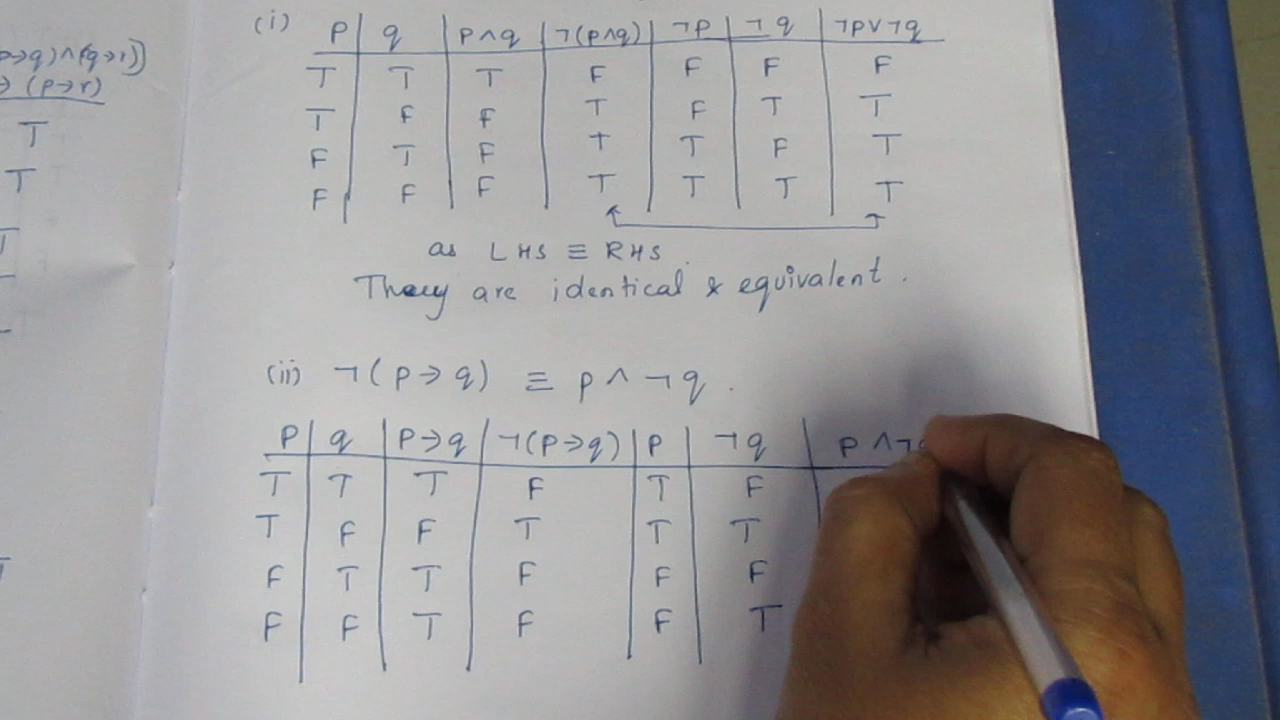 p→q)∧(q→r)]
→ (p→r)
T
T
T
T
(i) P q p∧q ¬(p∧q) ¬p ¬q ¬p∨¬q
T T T F F F F
T F F T F T T
F T F T T F T
F F F T T T T
as LHS ≡ RHS.
They are identical & equivalent.
(ii) ¬(p→q) ≡ p∧¬q.
P q P→q ¬(P→q) P ¬q P∧¬q
T T T F T F
T F F T T T
F T T F F F
F F T F F T